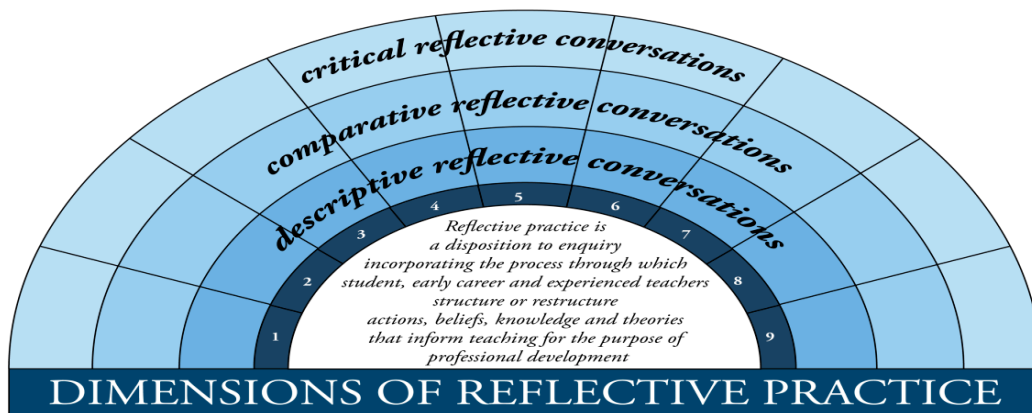 critical reflective conversations
comparative reflective conversations
descriptive reflective conversations
1
2
3
4
5
6
7
8
9
Reflective practice is
a disposition to enquiry
incorporating the process through which
student, early career and experienced teachers
structure or restructure
actions, beliefs, knowledge and theories
that inform teaching for the purpose of
professional development
DIMENSIONS OF REFLECTIVE PRACTICE